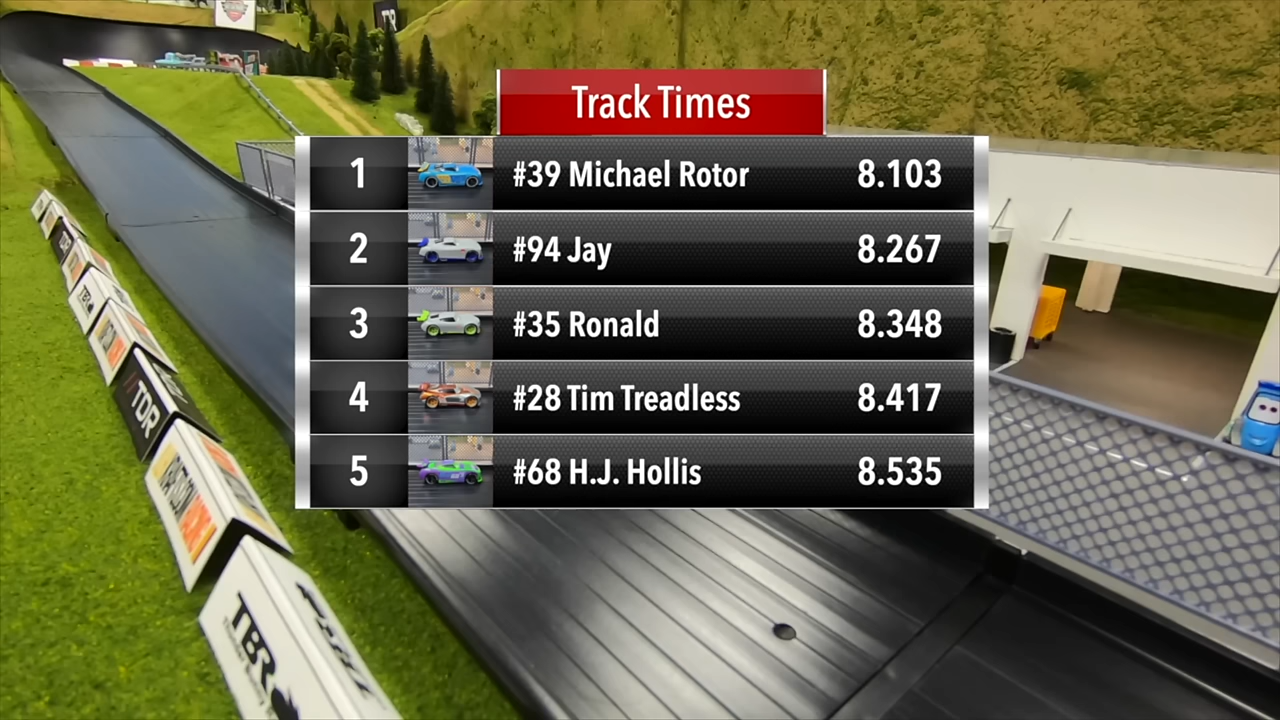 Track Times
1 #39 Michael Rotor 8.103
2 #94 Jay 8.267
3 #35 Ronald 8.348
4 #28 Tim Treadless 8.417
5 #68 H.J. Hollis 8.535
TDR
TBR